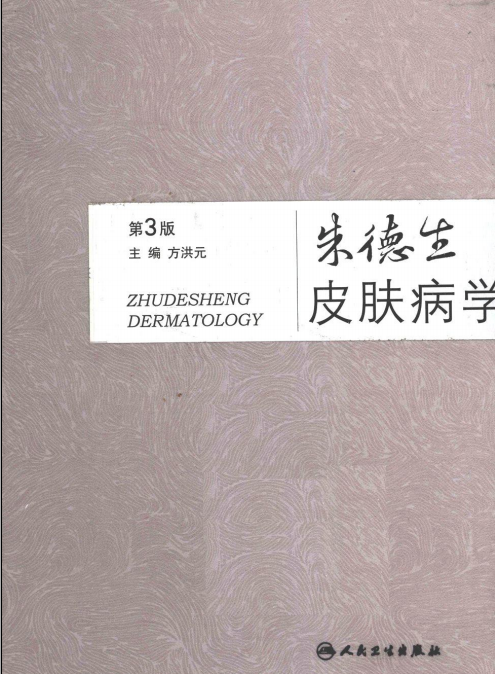 第3版
主 编 方洪元
ZHUDESHENG
DERMATOLOGY
朱德生
皮肤病学
人民卫生出版社